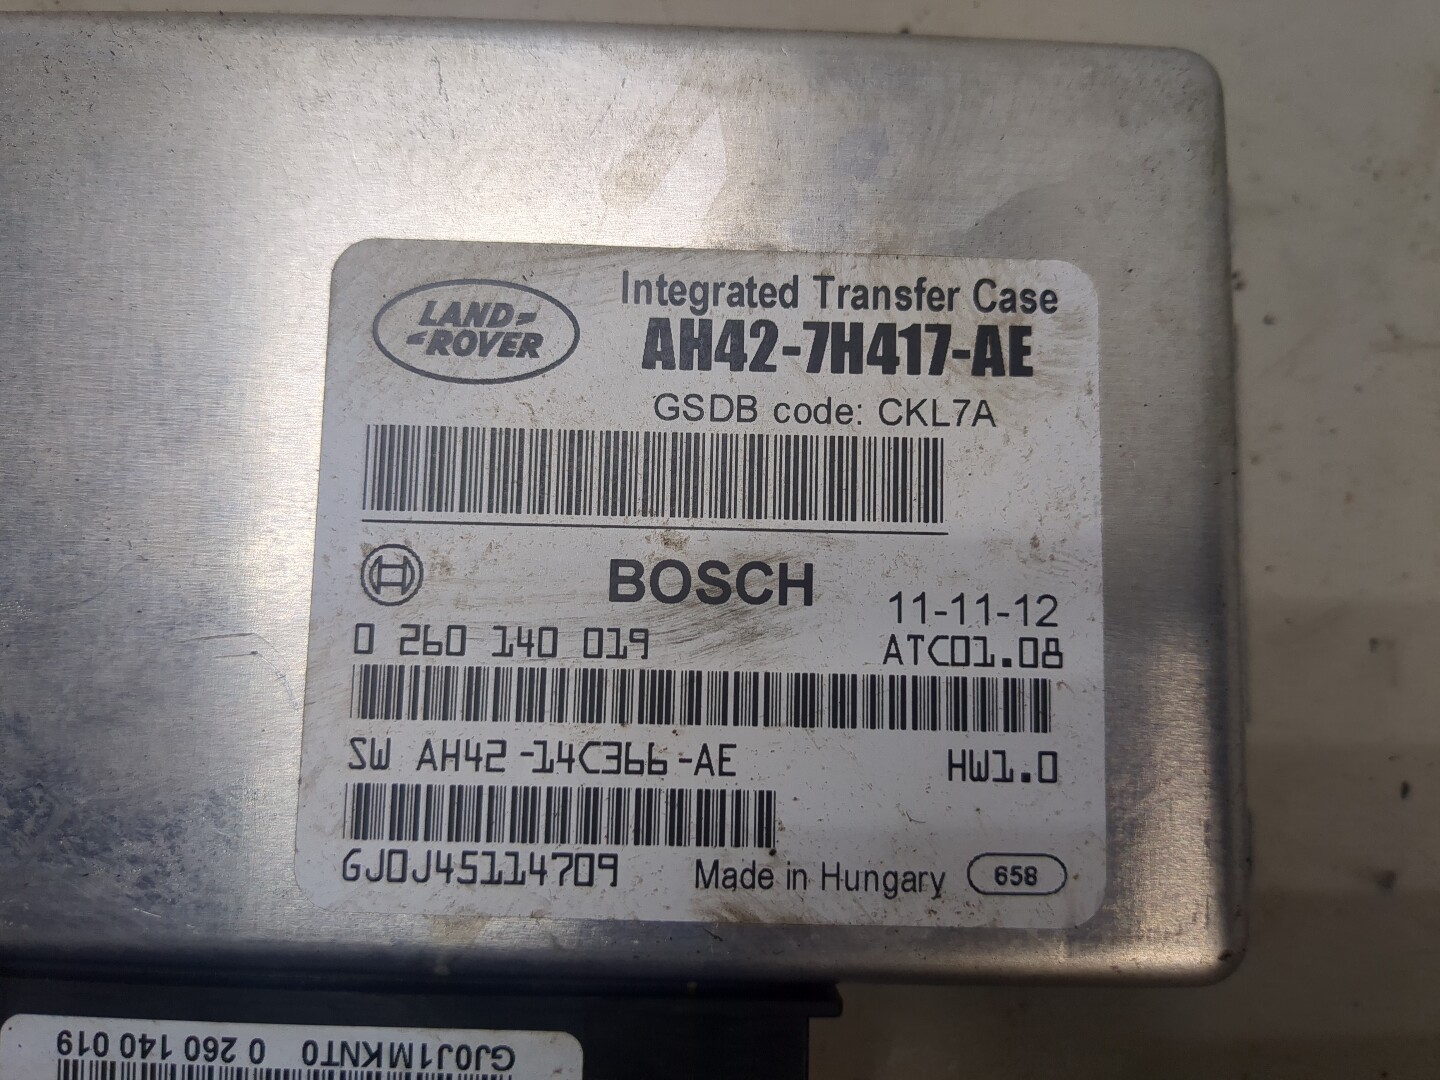 LAND-
-ROVER
Integrated Transfer Case
AH42-7H417-AE
GSDB code: CKL7A
BOSCH
11-11-12
0 260 140 019
ATC01.08
SW AH42-14C366-AE
HW1.0
GJ0J45114709
Made in Hungary
658
GJ0J1MKNT0 0 260 140 019